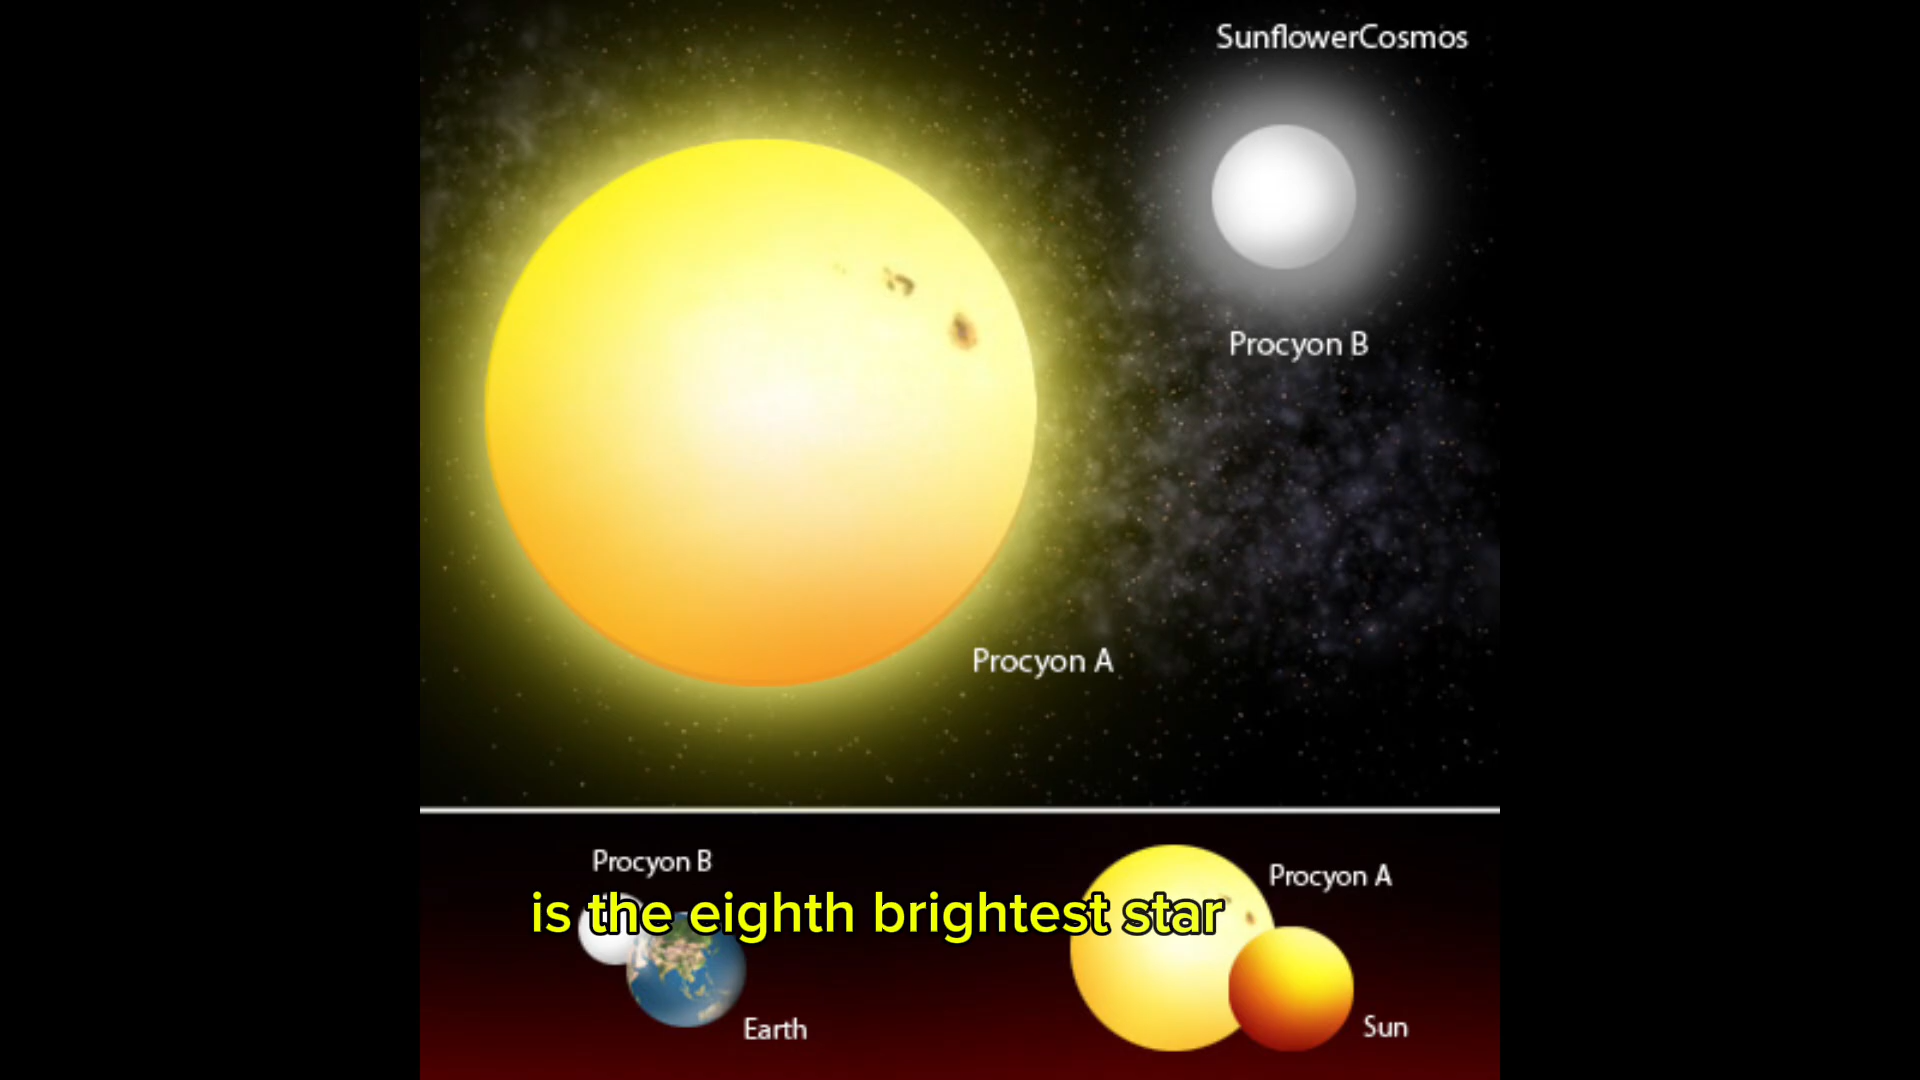 SunflowerCosmos
Procyon B
Procyon A
Procyon B
Procyon A
is the eighth brightest star
Earth
Sun